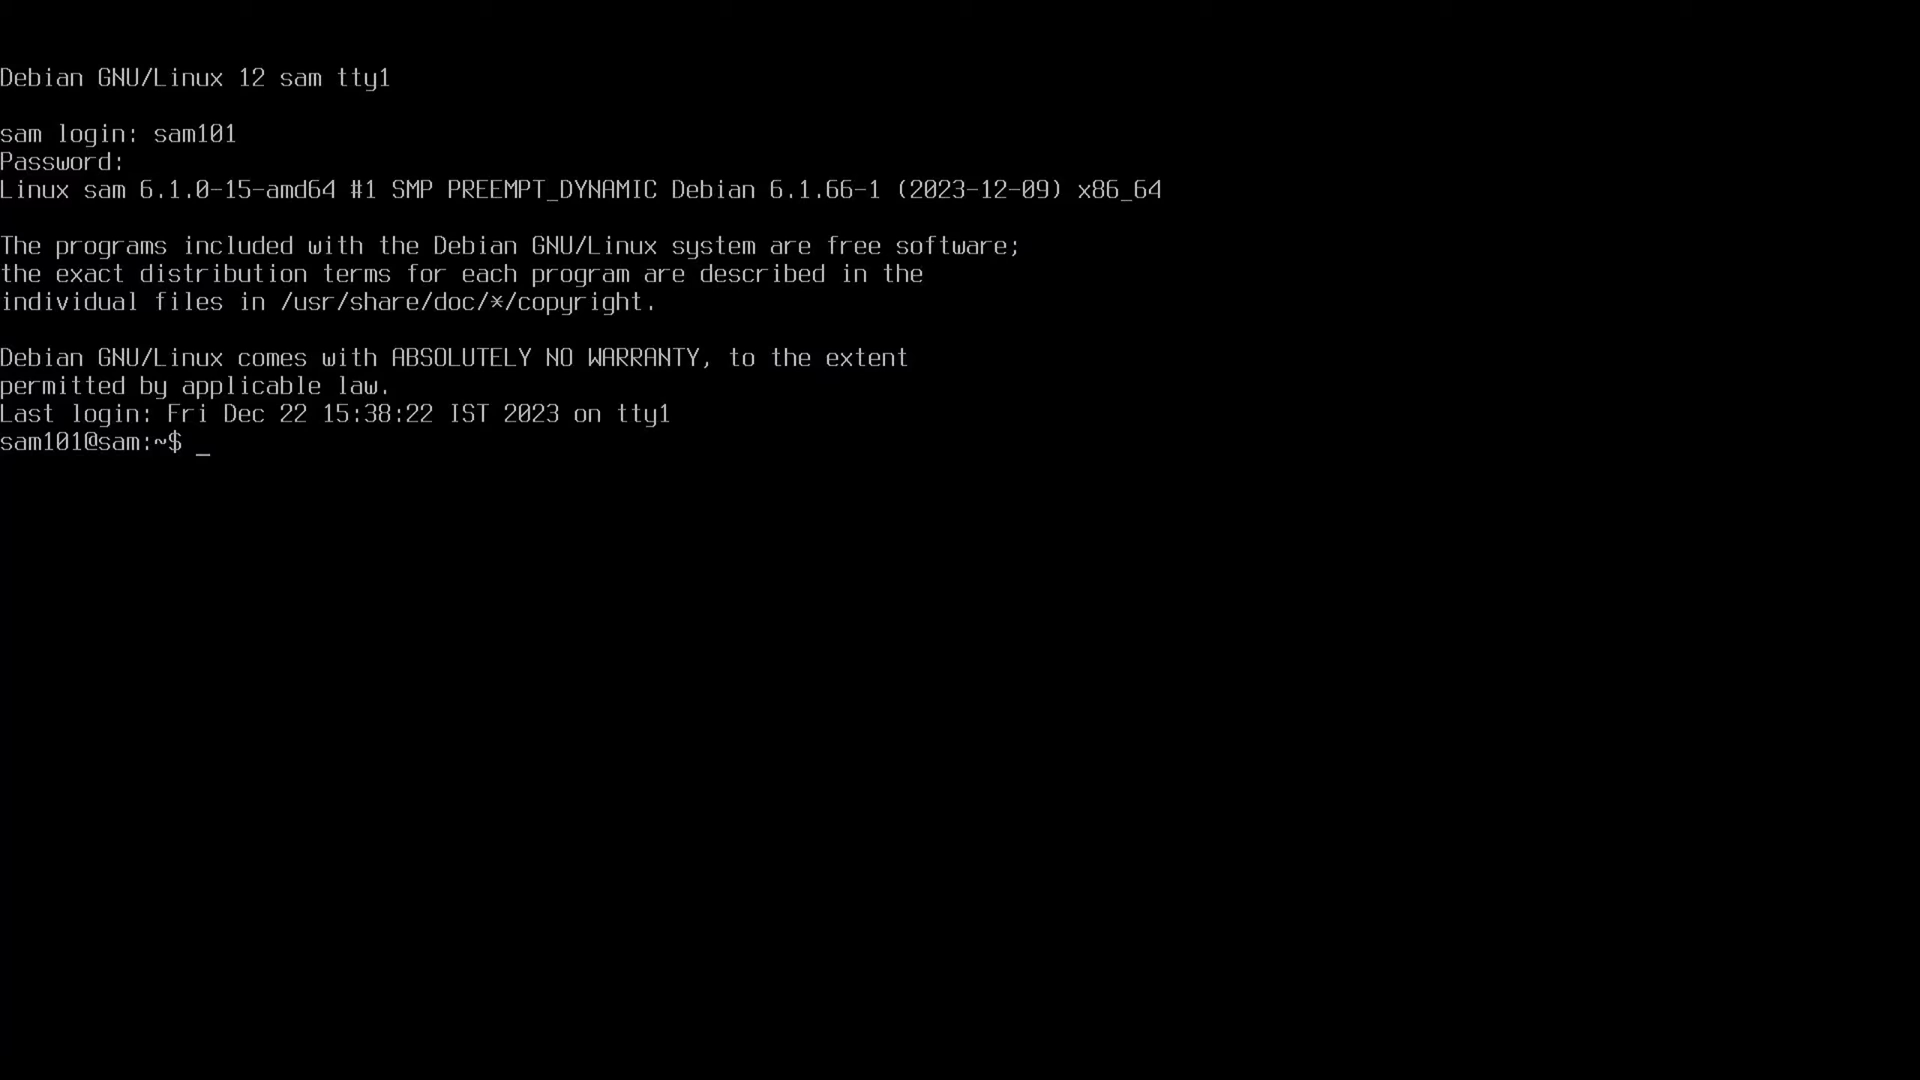 Debian GNU/Linux 12 sam tty1
sam login: sam101
Password:
Linux sam 6.1.0-15-amd64 #1 SMP PREEMPT_DYNAMIC Debian 6.1.66-1 (2023-12-09) x86_64
The programs included with the Debian GNU/Linux system are free software;
the exact distribution terms for each program are described in the
individual files in /usr/share/doc/*/copyright.
Debian GNU/Linux comes with ABSOLUTELY NO WARRANTY, to the extent
permitted by applicable law.
Last login: Fri Dec 22 15:38:22 IST 2023 on tty1
sam101@sam:~$ _